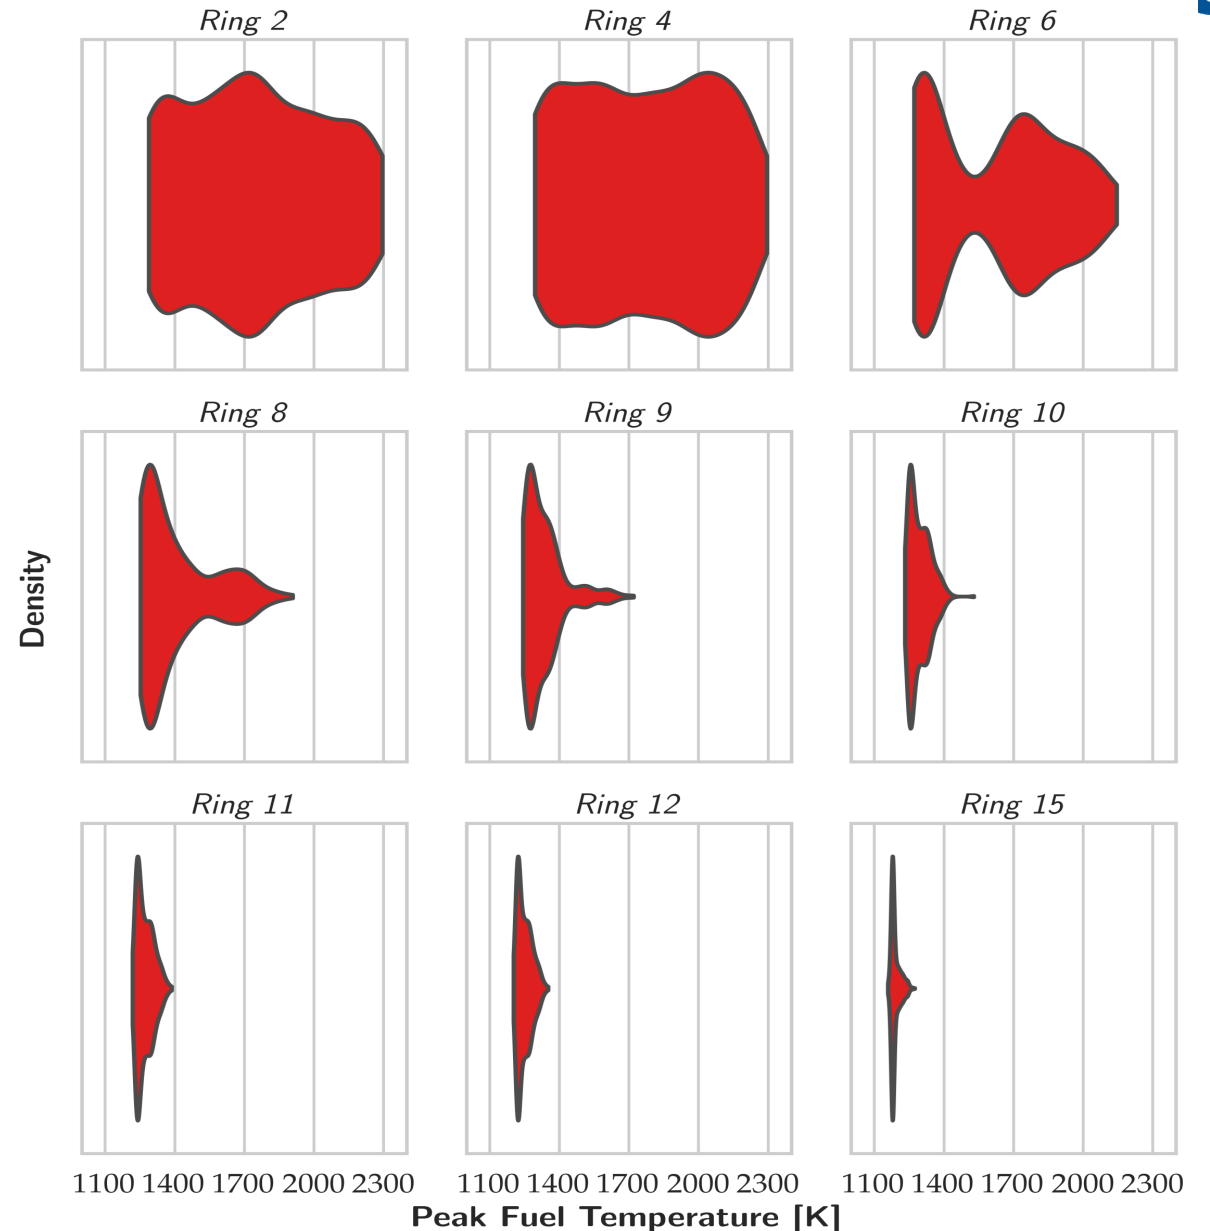 Ring 2
Ring 4
Ring 6
Ring 8
Ring 9
Ring 10
Density
Ring 11
Ring 12
Ring 15
1100 1400 1700 2000 2300
1100 1400 1700 2000 2300
1100 1400 1700 2000 2300
Peak Fuel Temperature [K]